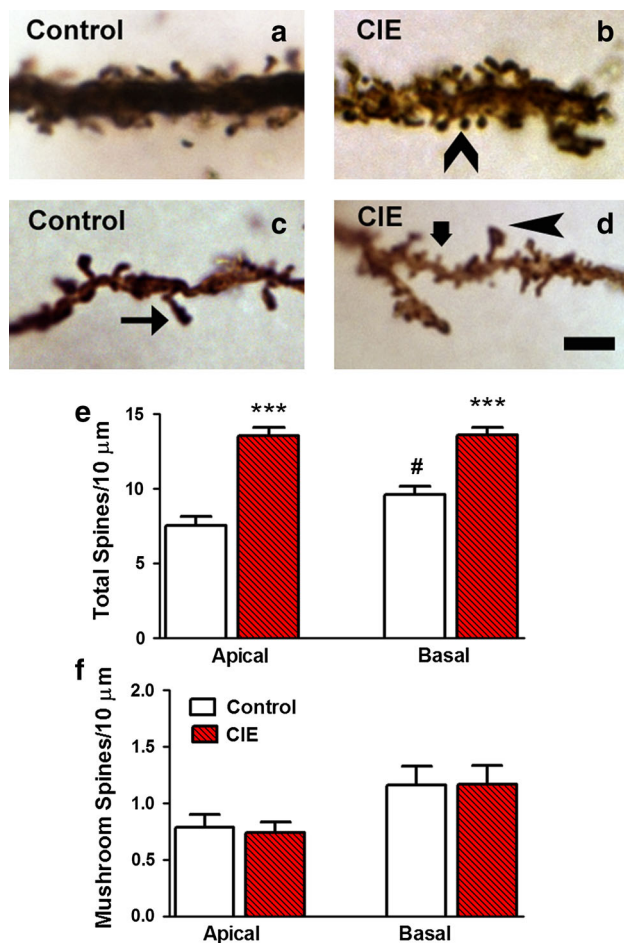 Control a
CIE b
Control c
CIE d
e
Total Spines/10 μm
15
10
5
0
***
#
***
Apical Basal
f
Mushroom Spines/10 μm
2.0
1.5
1.0
0.5
0.0
Control
CIE
Apical Basal